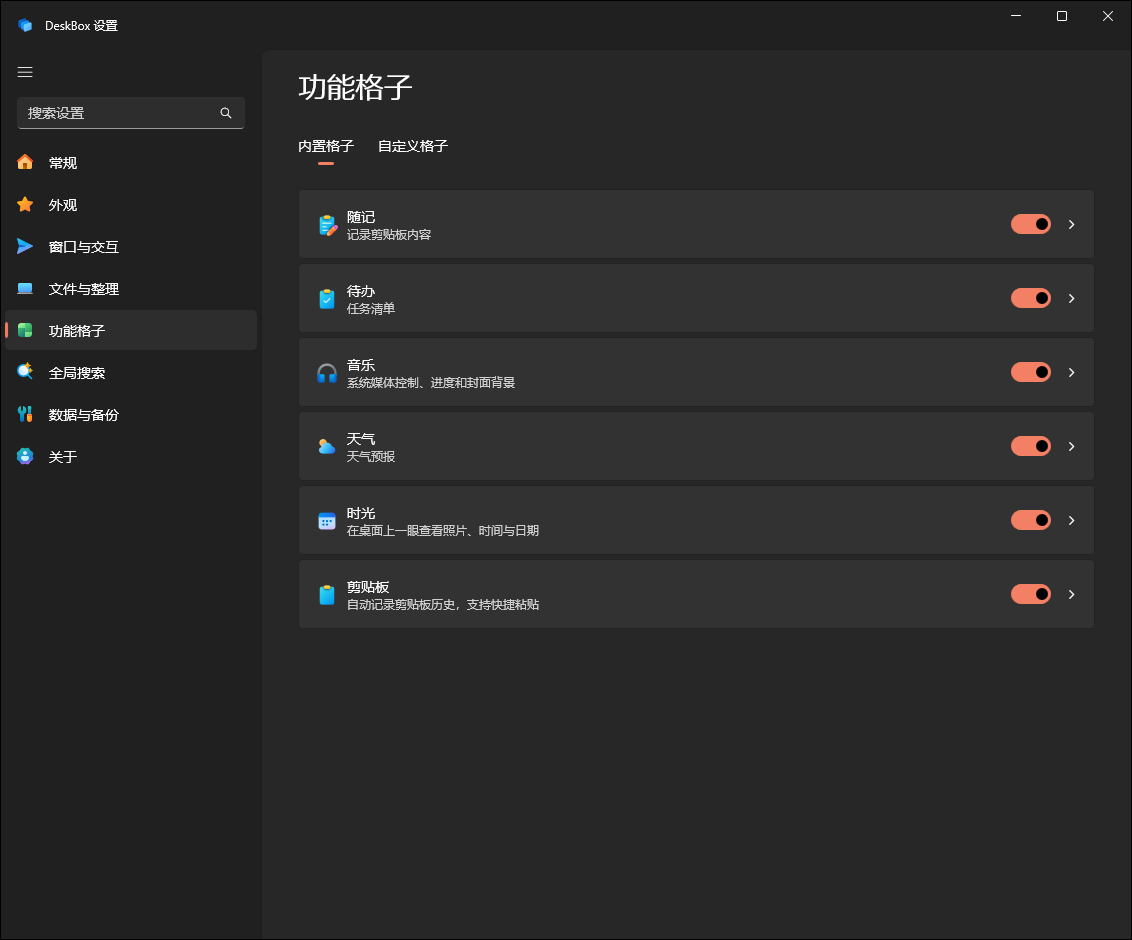 DeskBox 设置
搜索设置
常规
外观
窗口与交互
文件与整理
功能格子
全局搜索
数据与备份
关于
功能格子
内置格子 自定义格子
随记
记录剪贴板内容
待办
任务清单
音乐
系统媒体控制、进度和封面背景
天气
天气预报
时光
在桌面上一眼查看照片、时间与日期
剪贴板
自动记录剪贴板历史，支持快捷粘贴